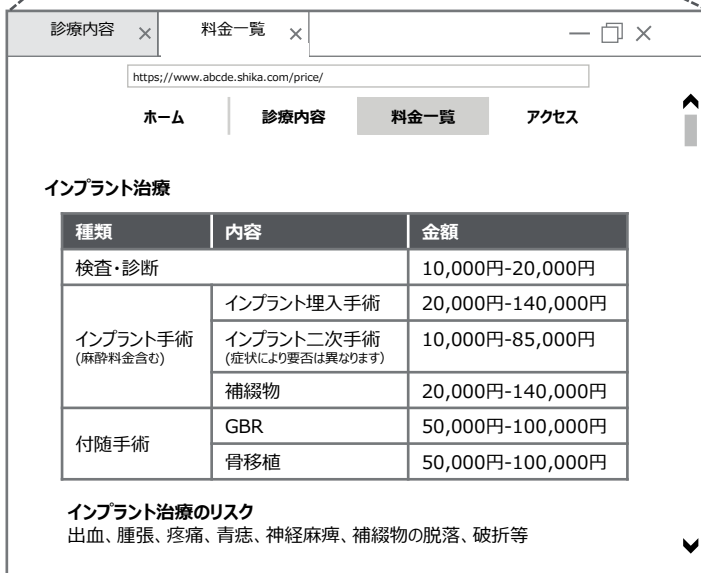 診療内容 × 料金一覧 ×
https;//www.abcde.shika.com/price/
ホーム 診療内容 料金一覧 アクセス
インプラント治療
種類 内容 金額
検査・診断 10,000円-20,000円
インプラント手術
(麻酔料金含む)
インプラント埋入手術 20,000円-140,000円
インプラント二次手術 10,000円-85,000円
(症状により要否は異なります)
補綴物 20,000円-140,000円
付随手術
GBR 50,000円-100,000円
骨移植 50,000円-100,000円
インプラント治療のリスク
出血、腫張、疼痛、青痣、神経麻痺、補綴物の脱落、破折等